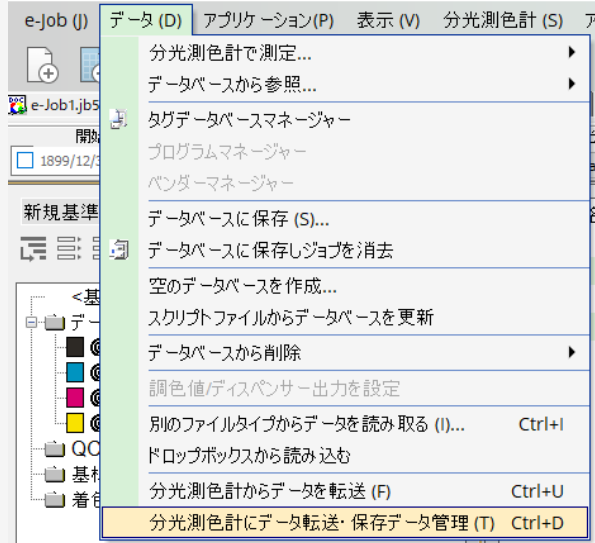 e-Job (J) データ (D) アプリケーション(P) 表示 (V) 分光測色計 (S)
分光測色計で測定...
データベースから参照...
e-Job1.jb5
タグデータベースマネージャー
開始
プログラムマネージャー
1899/12/3
ベンダーマネージャー
新規基準
データベースに保存 (S)...
データベースに保存しジョブを消去
空のデータベースを作成...
<基
スクリプトファイルからデータベースを更新
デー
データベースから削除
調色値/ディスペンサー出力を設定
別のファイルタイプからデータを読み取る (I)... Ctrl+I
QC
ドロップボックスから読み込む
基材
分光測色計からデータを転送 (F) Ctrl+U
着色
分光測色計にデータ転送・保存データ管理 (T) Ctrl+D